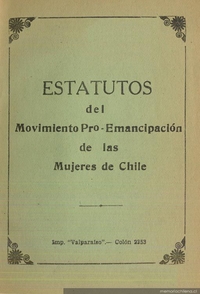 ESTATUTOS
del
Movimiento Pro-Emancipación
de las
Mujeres de Chile
Imp. "Valparaíso".— Colón 2233